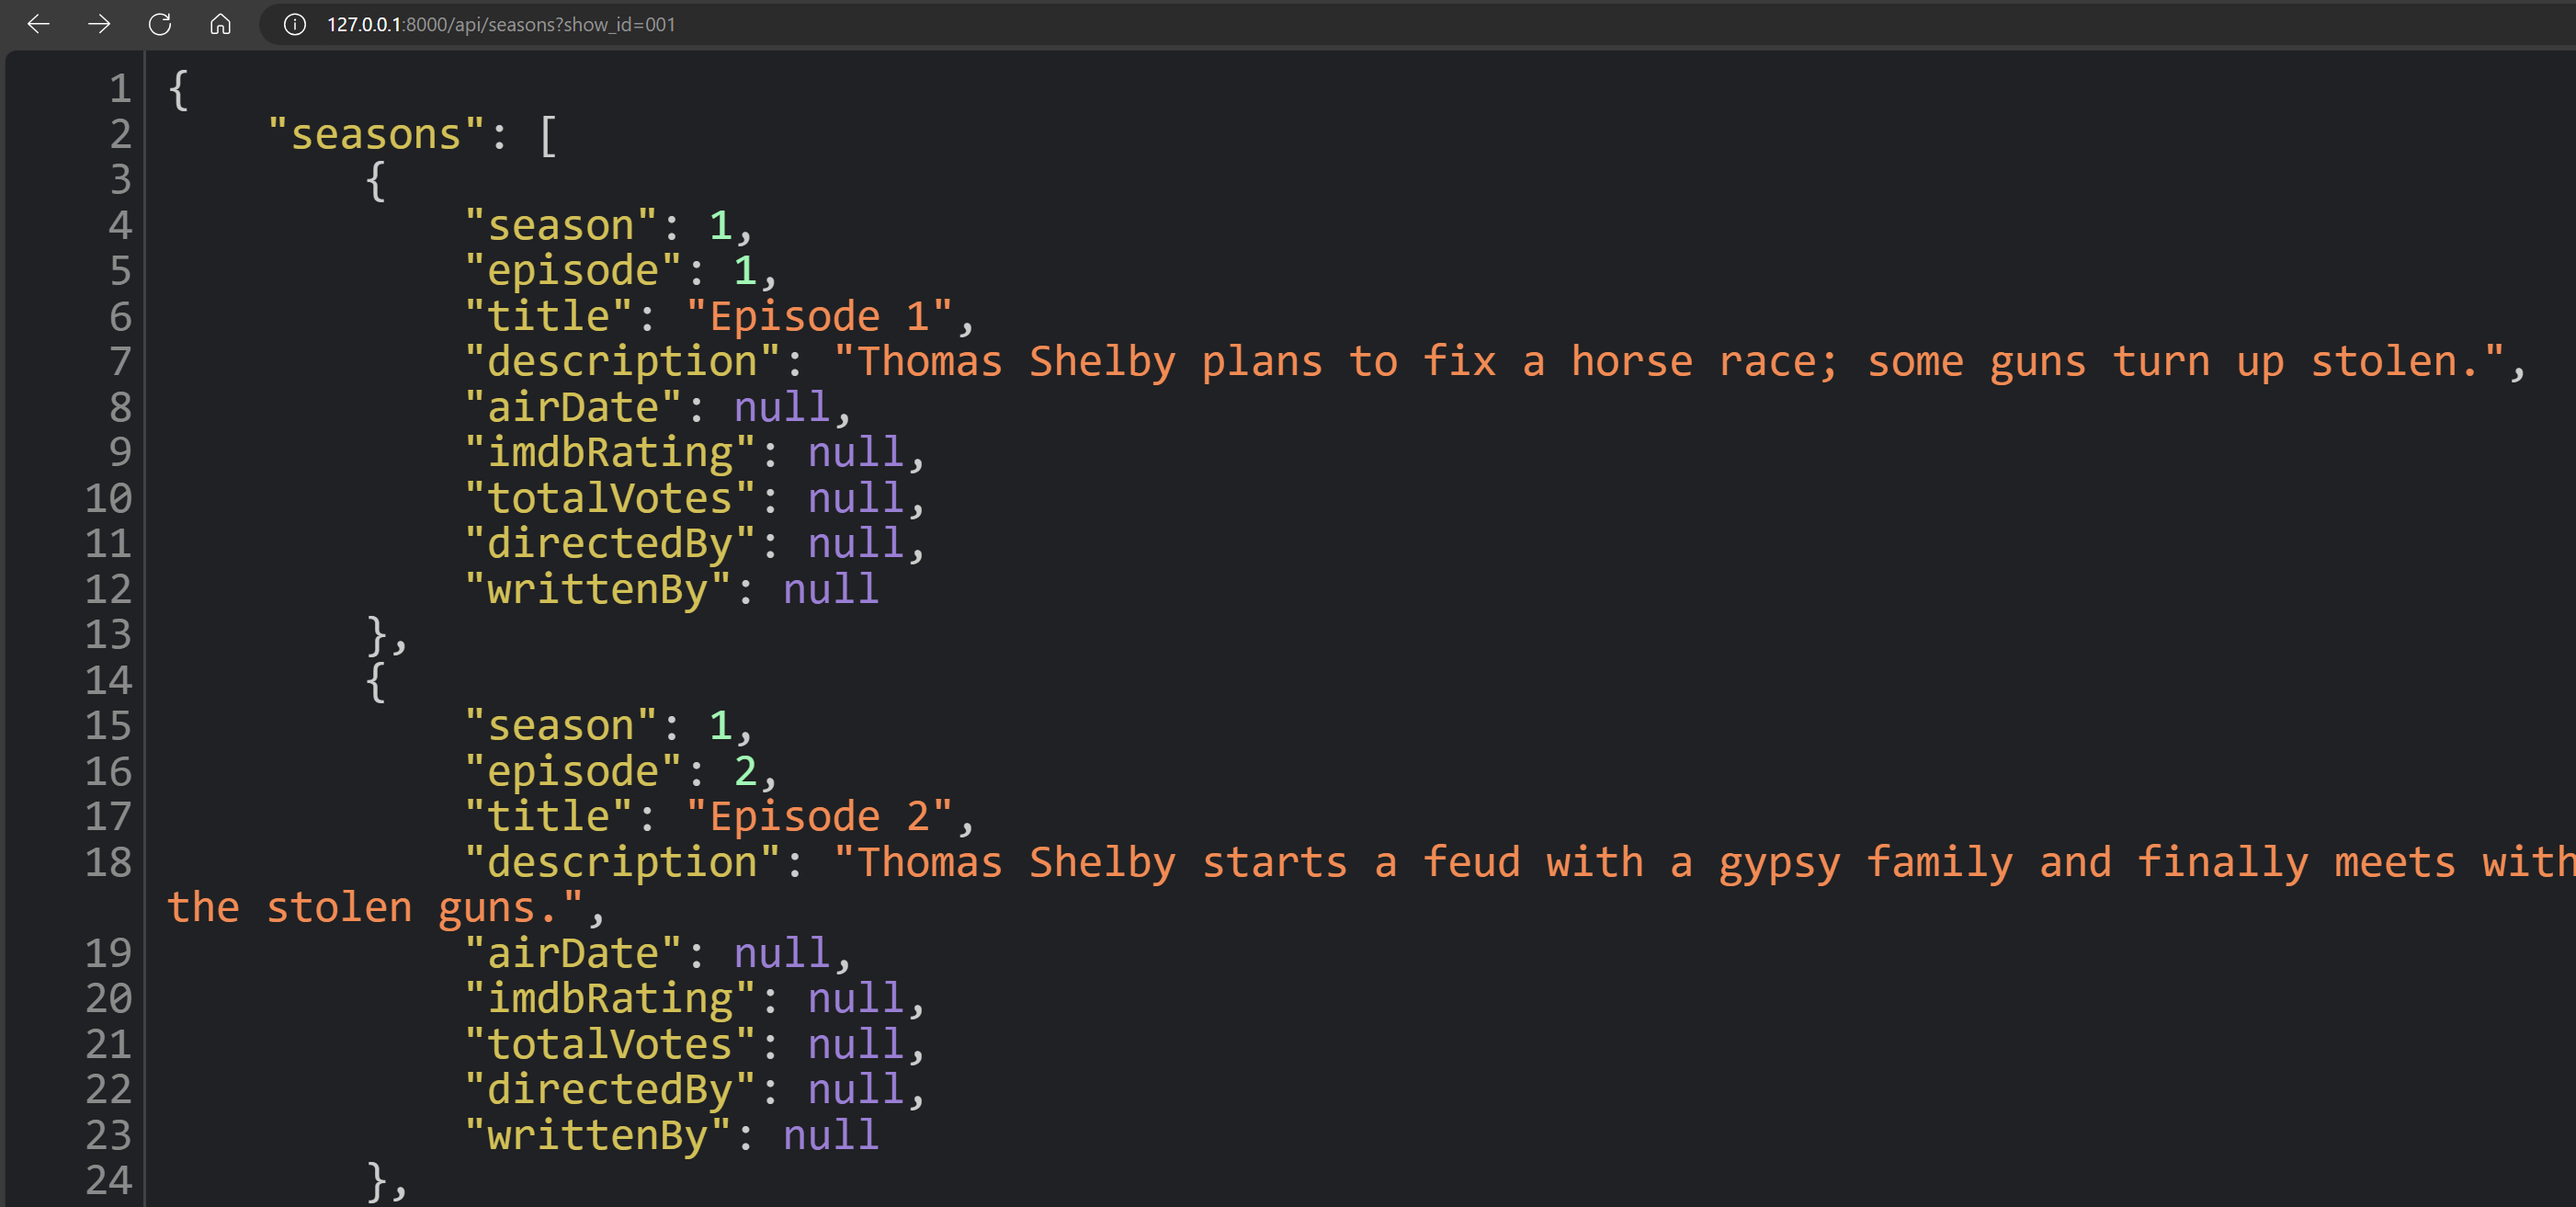 127.0.0.1:8000/api/seasons?show_id=001
1 {
2 "seasons": [
3 {
4 "season": 1,
5 "episode": 1,
6 "title": "Episode 1",
7 "description": "Thomas Shelby plans to fix a horse race; some guns turn up stolen.",
8 "airDate": null,
9 "imdbRating": null,
10 "totalVotes": null,
11 "directedBy": null,
12 "writtenBy": null
13 },
14 {
15 "season": 1,
16 "episode": 2,
17 "title": "Episode 2",
18 "description": "Thomas Shelby starts a feud with a gypsy family and finally meets with
the stolen guns.",
19 "airDate": null,
20 "imdbRating": null,
21 "totalVotes": null,
22 "directedBy": null,
23 "writtenBy": null
24 },